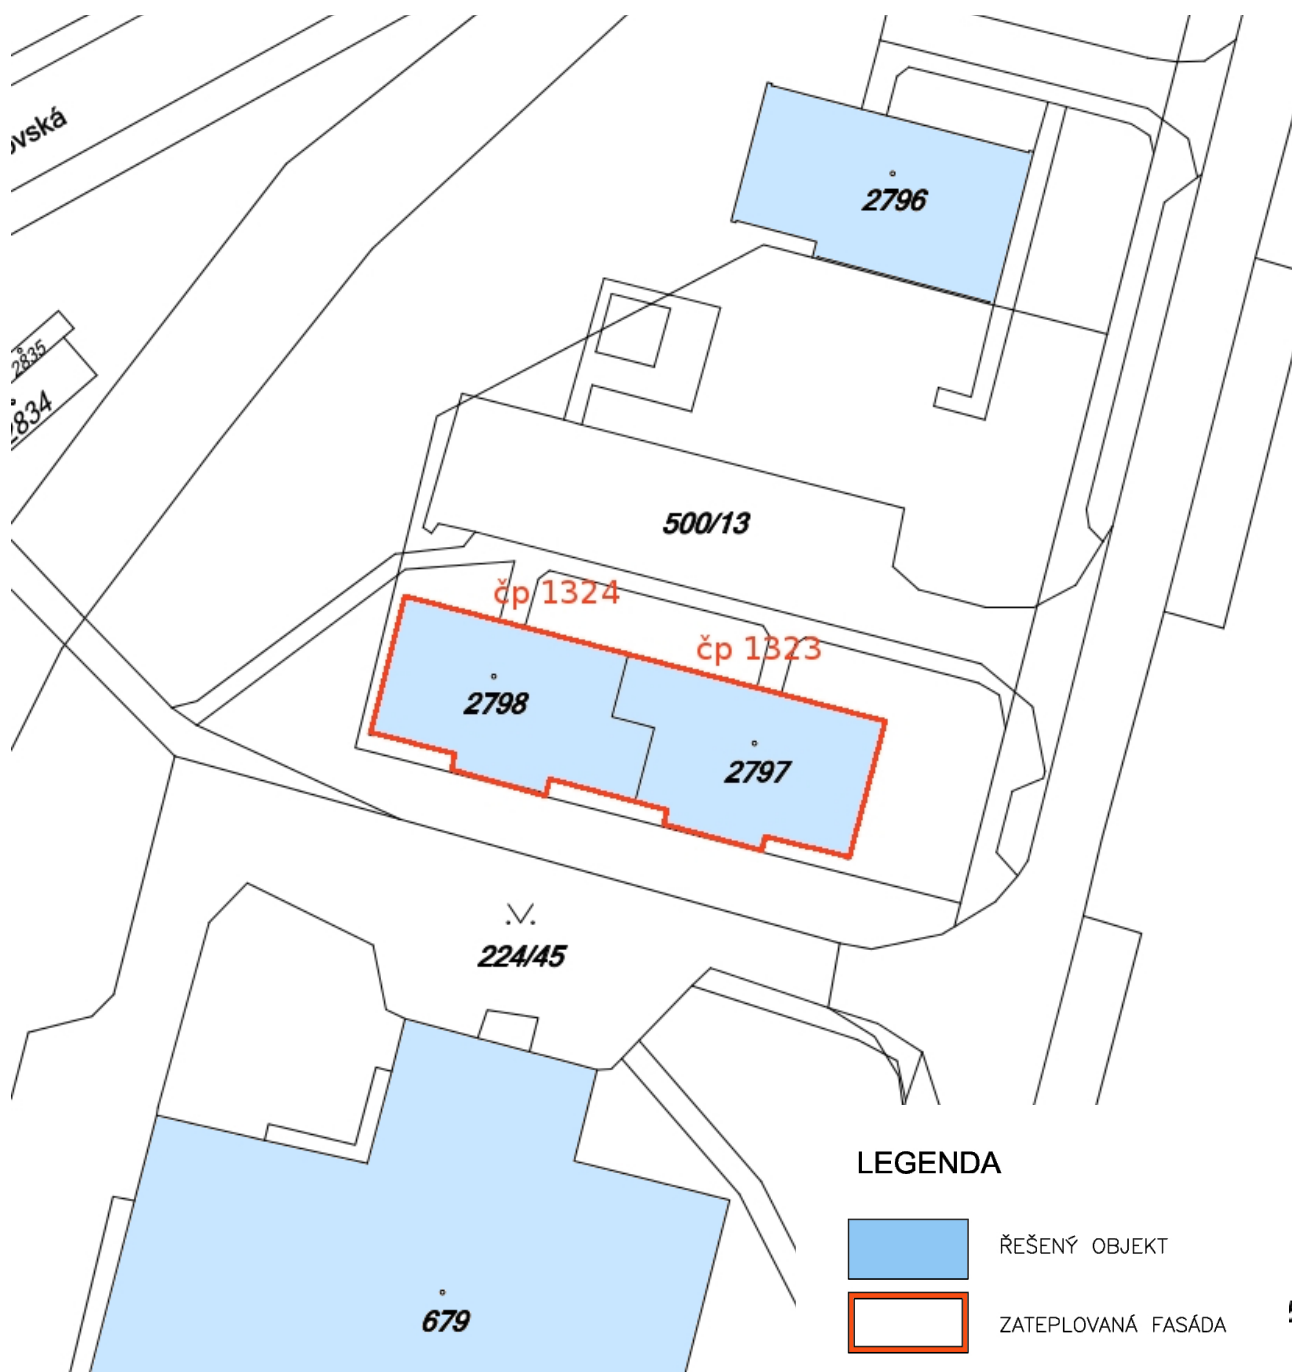 ovská
2796
2835
2834
500/13
čp 1324
čp 1323
2798
2797
224/45
679
LEGENDA
ŘEŠENÝ OBJEKT
ZATEPLOVANÁ FASÁDA